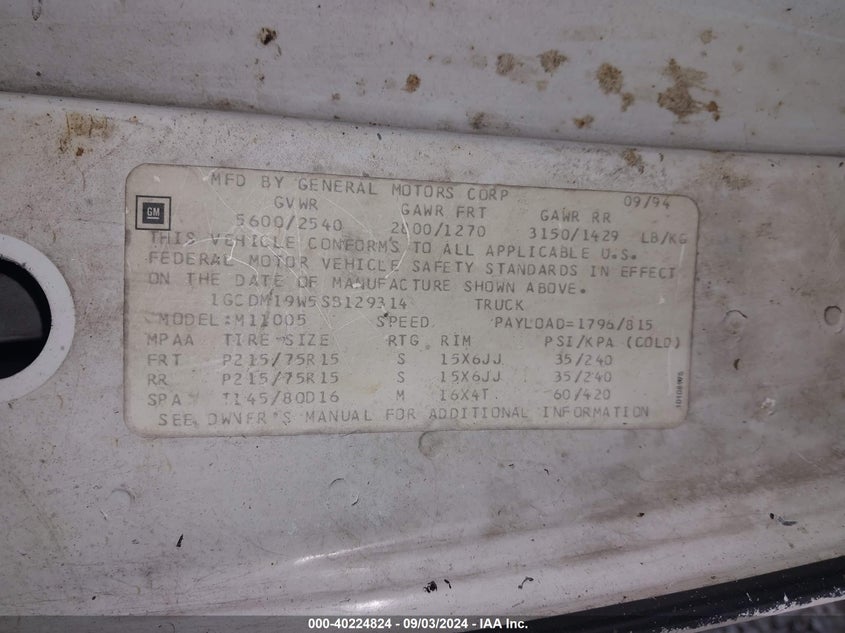 MFD BY GENERAL MOTORS CORP 09/94
GM
GVWR GAWR FRT GAWR RR
5600/2540 2800/1270 3150/1429 LB/KG
THIS VEHICLE CONFORMS TO ALL APPLICABLE U.S.
FEDERAL MOTOR VEHICLE SAFETY STANDARDS IN EFFECT
ON THE DATE OF MANUFACTURE SHOWN ABOVE.
1GCDM19W5SB129314 TRUCK
MODEL:M11005 SPEED PAYLOAD=1796/815
MPAA TIRE SIZE RTG RIM PSI/KPA (COLD)
FRT P215/75R15 S 15X6JJ 35/240
RR P215/75R15 S 15X6JJ 35/240
SPA T145/80D16 M 16X4T 60/420
SEE OWNER'S MANUAL FOR ADDITIONAL INFORMATION
000-40224824 - 09/03/2024 - IAA Inc.